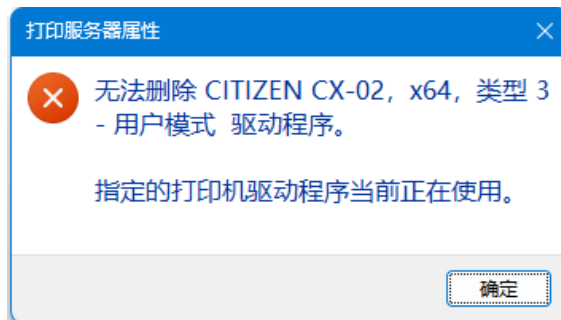 打印服务器属性
无法删除 CITIZEN CX-02，x64，类型 3
- 用户模式 驱动程序。
指定的打印机驱动程序当前正在使用。
确定